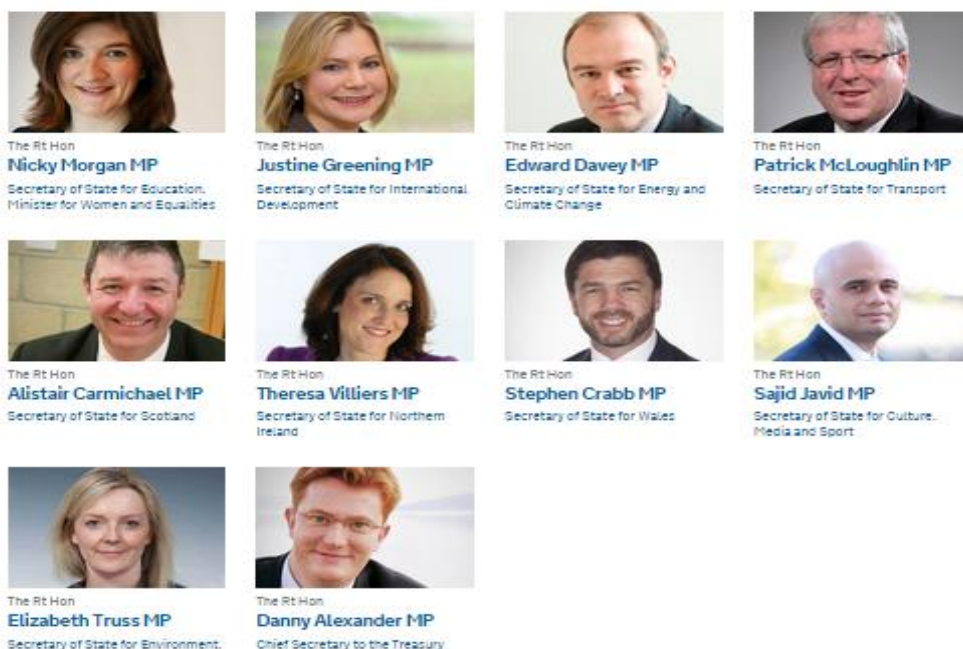 The Rt Hon
Nicky Morgan MP
Secretary of State for Education.
Minister for Women and Equalities
The Rt Hon
Justine Greening MP
Secretary of State for International
Development
The Rt Hon
Edward Davey MP
Secretary of State for Energy and
Climate Change
The Rt Hon
Patrick McLoughlin MP
Secretary of State for Transport
The Rt Hon
Alistair Carmichael MP
Secretary of State for Scotland
The Rt Hon
Theresa Villiers MP
Secretary of State for Northern
Ireland
The Rt Hon
Stephen Crabb MP
Secretary of State for Wales
The Rt Hon
Sajid Javid MP
Secretary of State for Culture.
Media and Sport
The Rt Hon
Elizabeth Truss MP
Secretary of State for Environment.
The Rt Hon
Danny Alexander MP
Chief Secretary to the Treasury